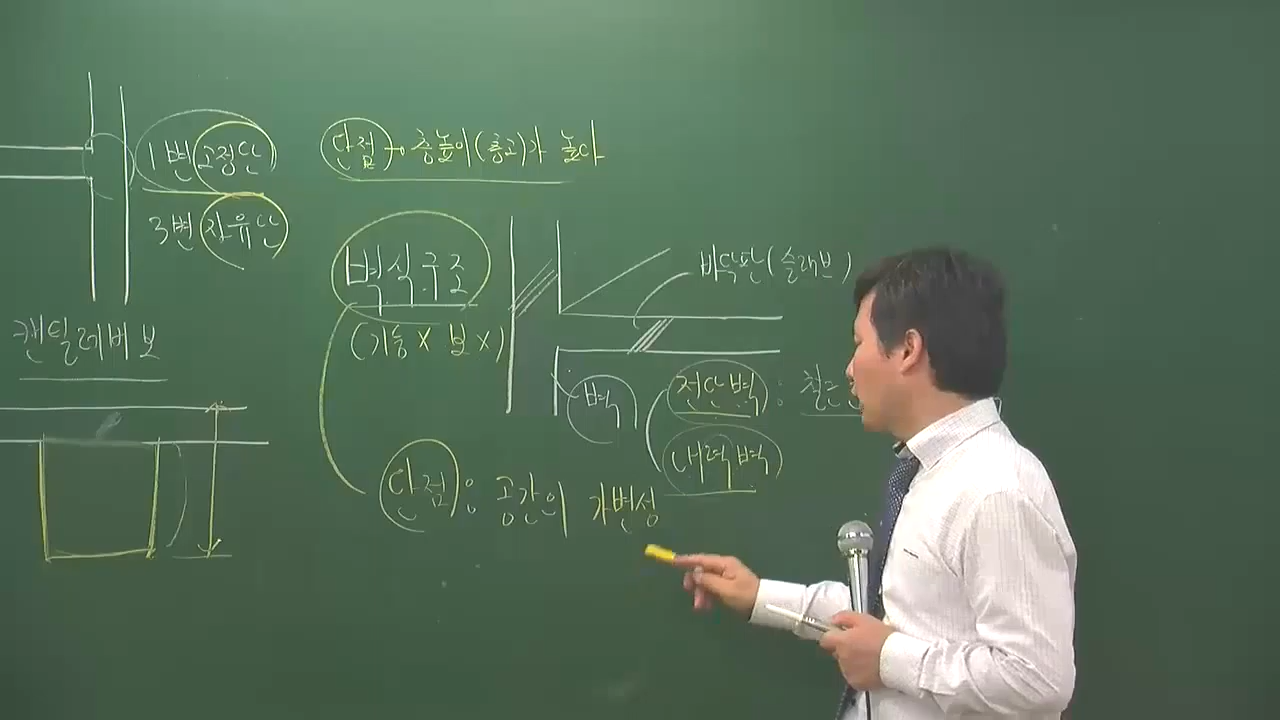 1변 고정단
3변 자유단
캔틸레버 보
단점 → 층높이(층고)가 높다
벽식구조
(기둥 x 보 x)
바닥판(슬래브)
벽
전단벽 : 철근
내력벽
단점 : 공간의 가변성